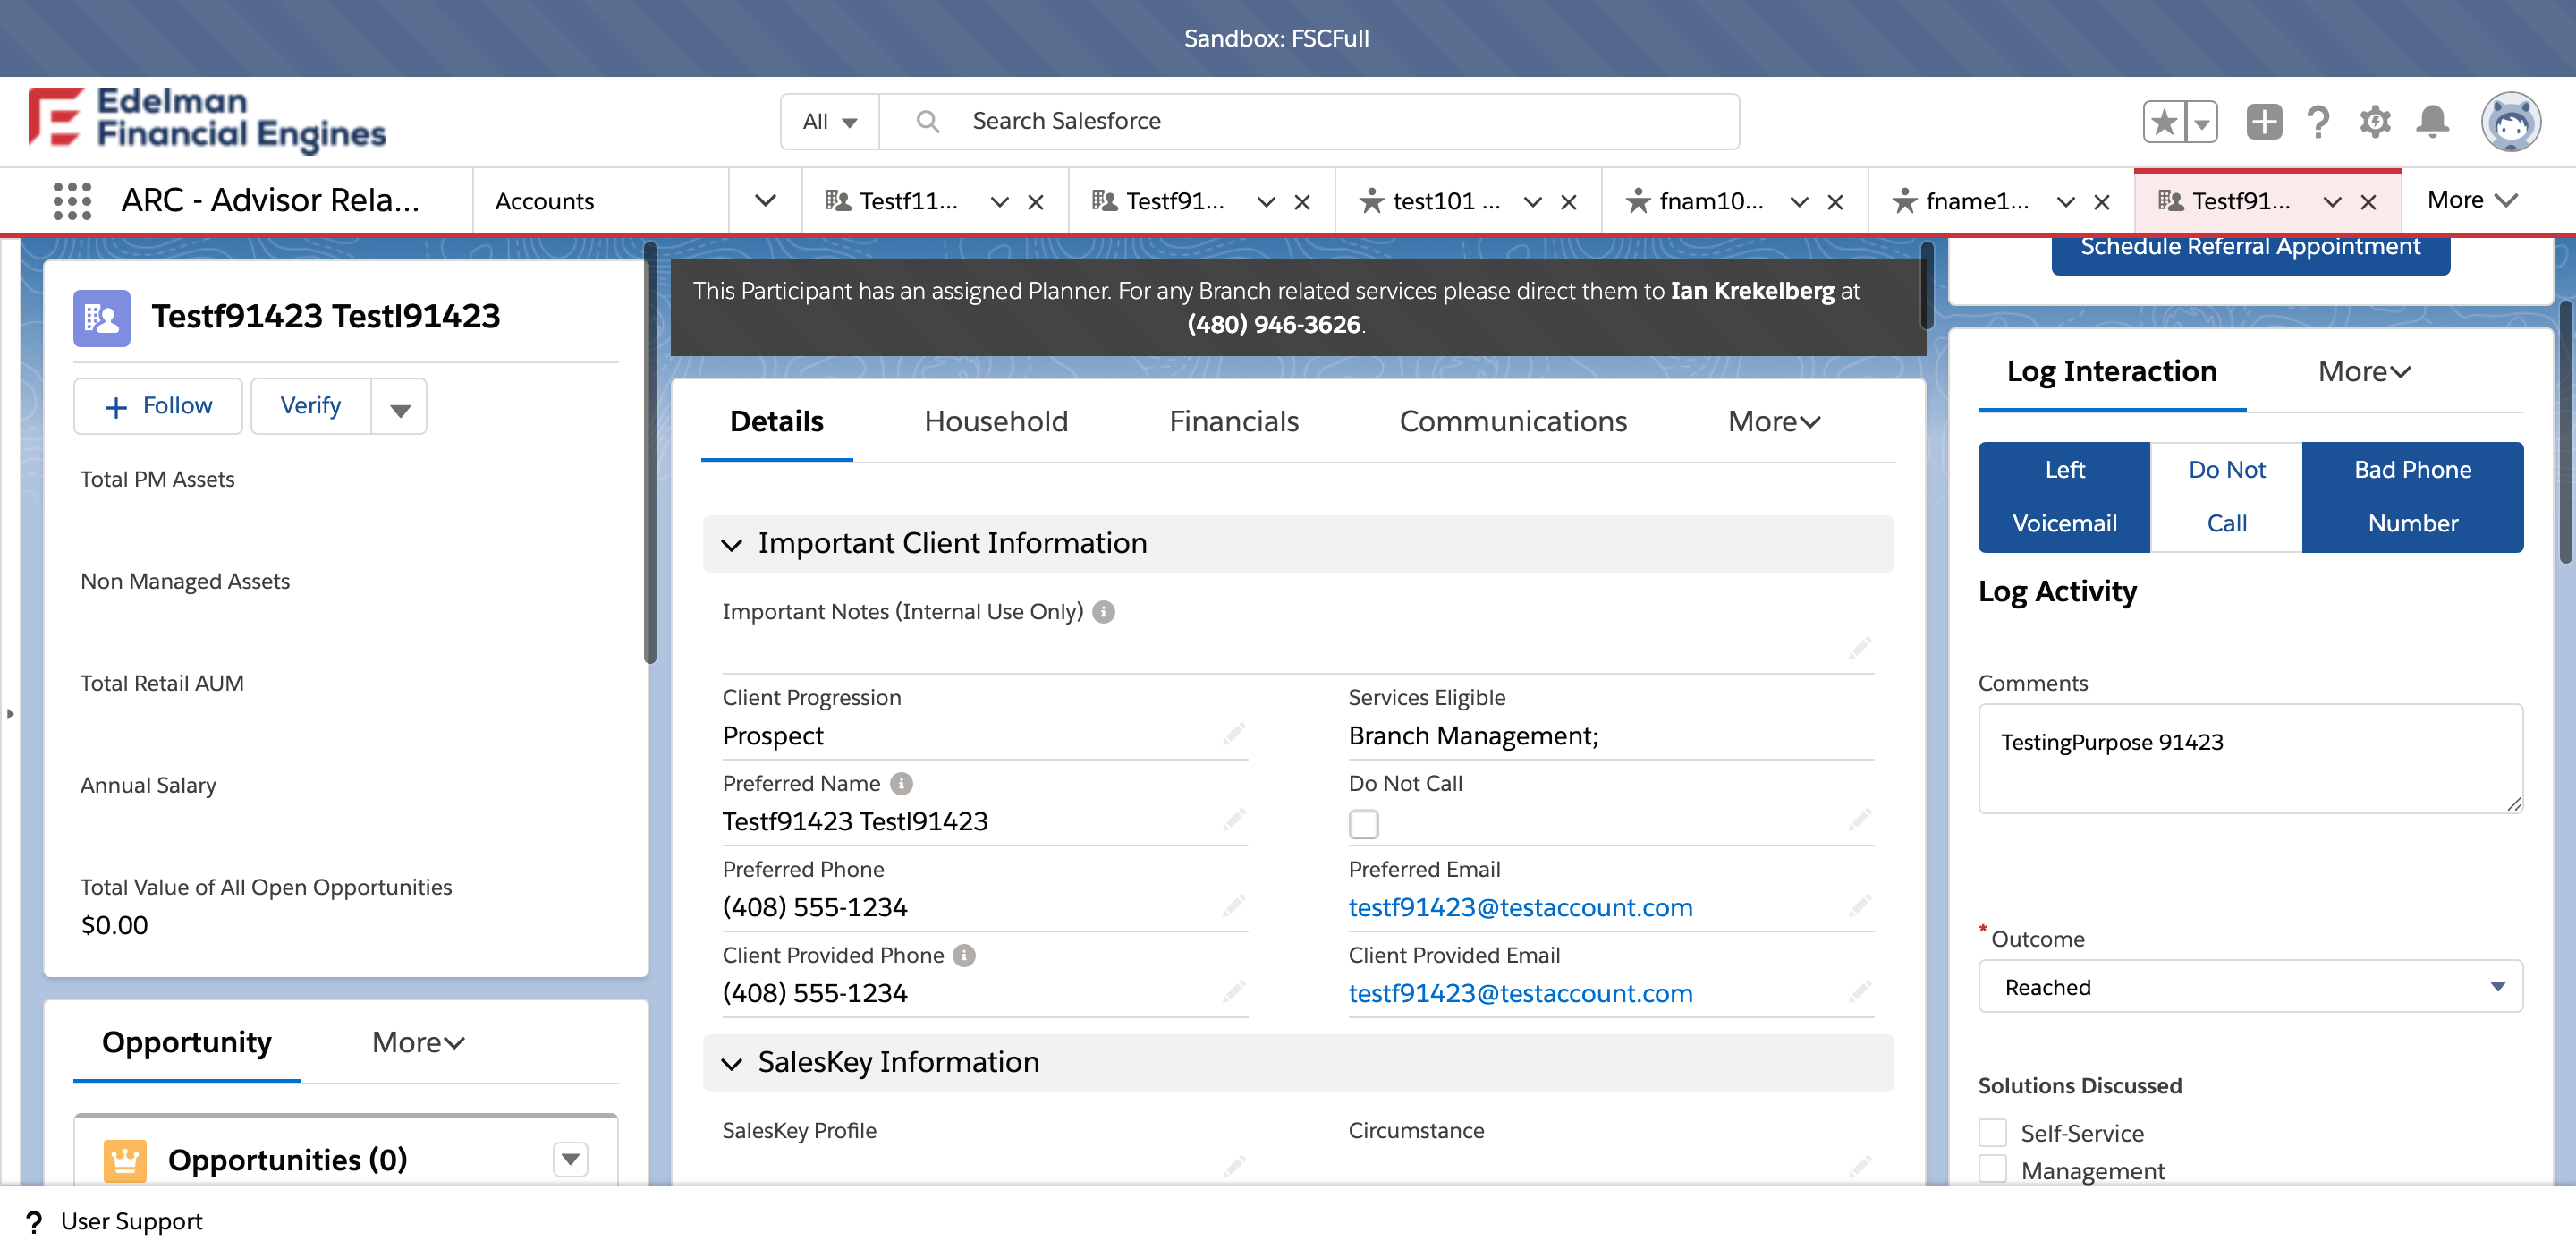 Sandbox: FSCFull
Edelman
Financial Engines
All
Search Salesforce
ARC - Advisor Rela...
Accounts
Testf11...
Testf91...
test101 ...
fnam10...
fname1...
Testf91...
More
Testf91423 Testl91423
Follow
Verify
Total PM Assets
Non Managed Assets
Total Retail AUM
Annual Salary
Total Value of All Open Opportunities
$0.00
Opportunity
More
Opportunities (0)
This Participant has an assigned Planner. For any Branch related services please direct them to Ian Krekelberg at
(480) 946-3626.
Details
Household
Financials
Communications
More
Important Client Information
Important Notes (Internal Use Only)
Client Progression
Prospect
Services Eligible
Branch Management;
Preferred Name
Testf91423 Testl91423
Do Not Call
Preferred Phone
(408) 555-1234
Preferred Email
testf91423@testaccount.com
Client Provided Phone
(408) 555-1234
Client Provided Email
testf91423@testaccount.com
SalesKey Information
SalesKey Profile
Circumstance
Schedule Referral Appointment
Log Interaction
More
Left
Voicemail
Do Not
Call
Bad Phone
Number
Log Activity
Comments
TestingPurpose 91423
* Outcome
Reached
Solutions Discussed
Self-Service
Management
? User Support